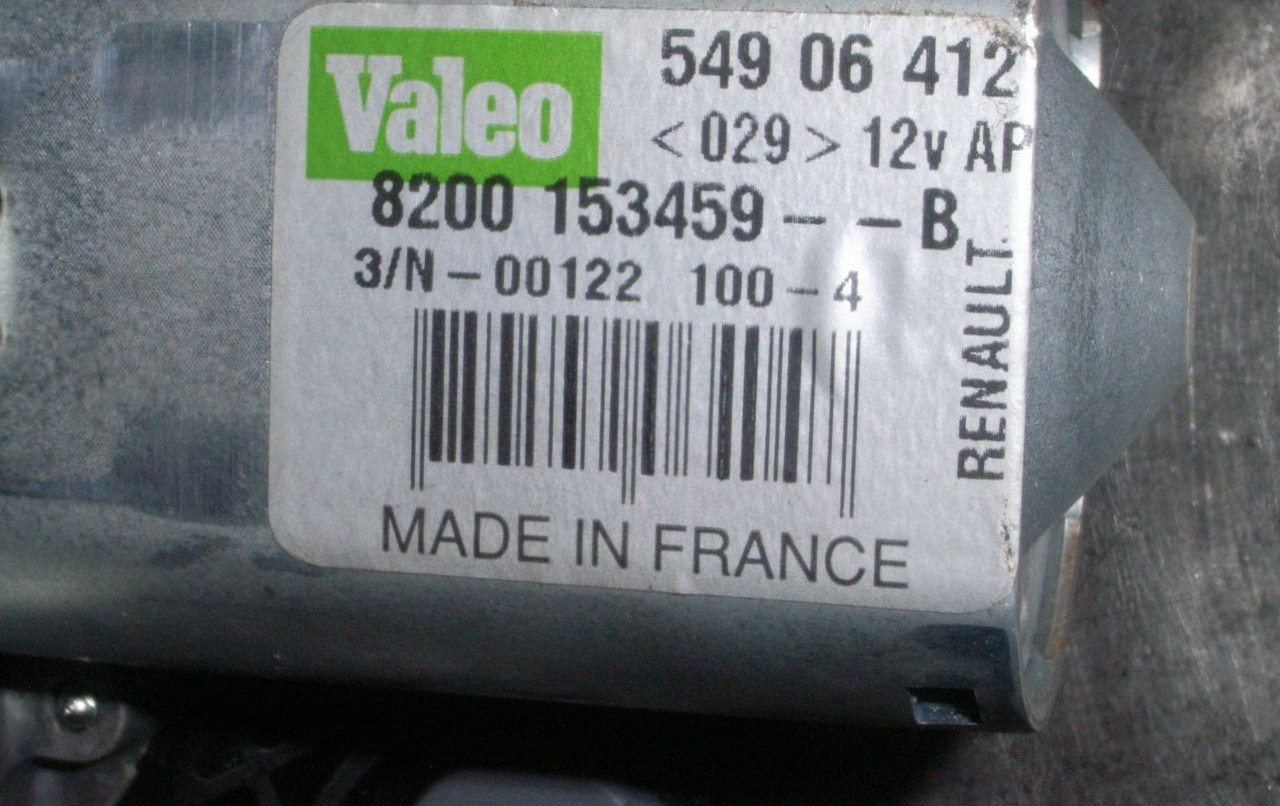 Valeo
549 06 412
<029> 12v AP
8200 153459 - - B
3/N - 00122 100 - 4
RENAULT
MADE IN FRANCE